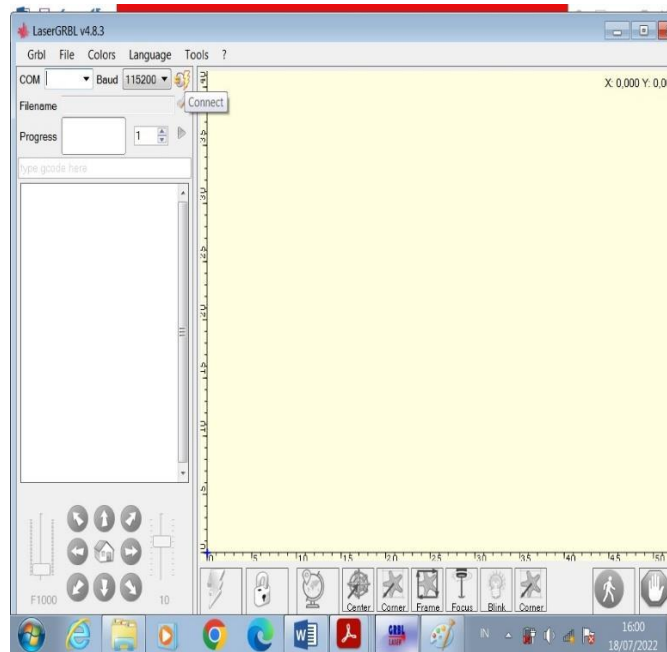 LaserGRBL v4.8.3
Grbl File Colors Language Tools ?
COM Baud 115200
Connect
X: 0,000 Y: 0,00
Filename
Progress 1
type gcode here
F1000 10
0 5 10 15 20 25 30 35 40 45 50
Center Corner Frame Focus Blink Corner
GRBL
LASER
IN 16:00
18/07/2022